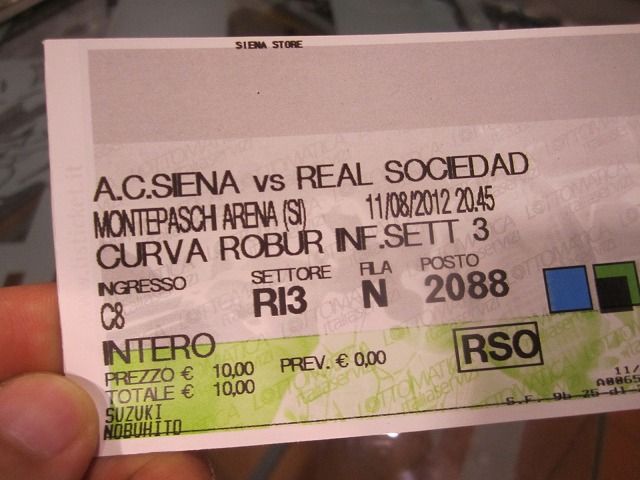 SIENA STORE
A.C.SIENA vs REAL SOCIEDAD
MONTEPASCHI ARENA (SI) 11/08/2012 20.45
CURVA ROBUR INF.SETT 3
INGRESSO SETTORE FILA POSTO
C8 RI3 N 2088
INTERO
PREZZO € 10,00 PREV. € 0,00
TOTALE € 10,00
RSO
SUZUKI
NOBUHITO
11/
A0065